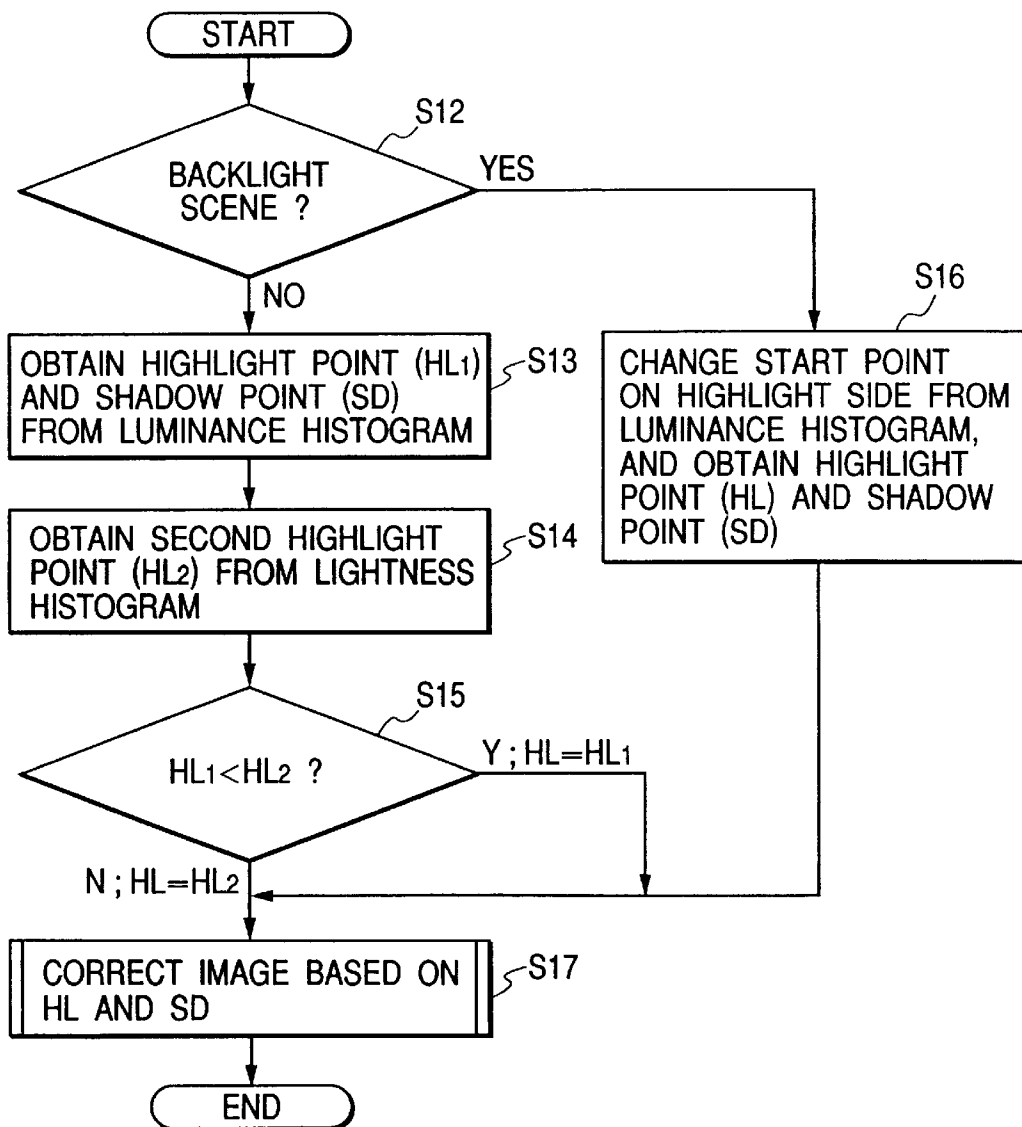 START
S12
BACKLIGHT
SCENE ?
YES
NO
S16
OBTAIN HIGHLIGHT POINT (HL1)
AND SHADOW POINT (SD)
FROM LUMINANCE HISTOGRAM
S13
CHANGE START POINT
ON HIGHLIGHT SIDE FROM
LUMINANCE HISTOGRAM,
AND OBTAIN HIGHLIGHT
POINT (HL) AND SHADOW
POINT (SD)
OBTAIN SECOND HIGHLIGHT
POINT (HL2) FROM LIGHTNESS
HISTOGRAM
S14
S15
HL1<HL2 ?
Y ; HL=HL1
N ; HL=HL2
CORRECT IMAGE BASED ON
HL AND SD
S17
END